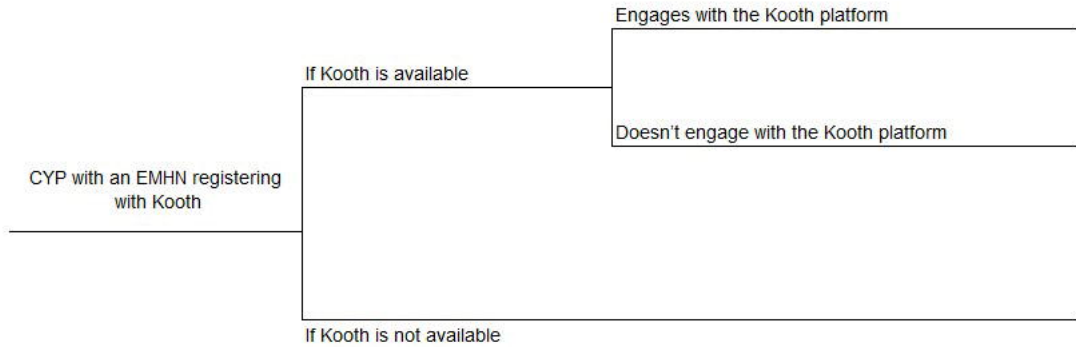 Engages with the Kooth platform
If Kooth is available
Doesn't engage with the Kooth platform
CYP with an EMHN registering
with Kooth
If Kooth is not available